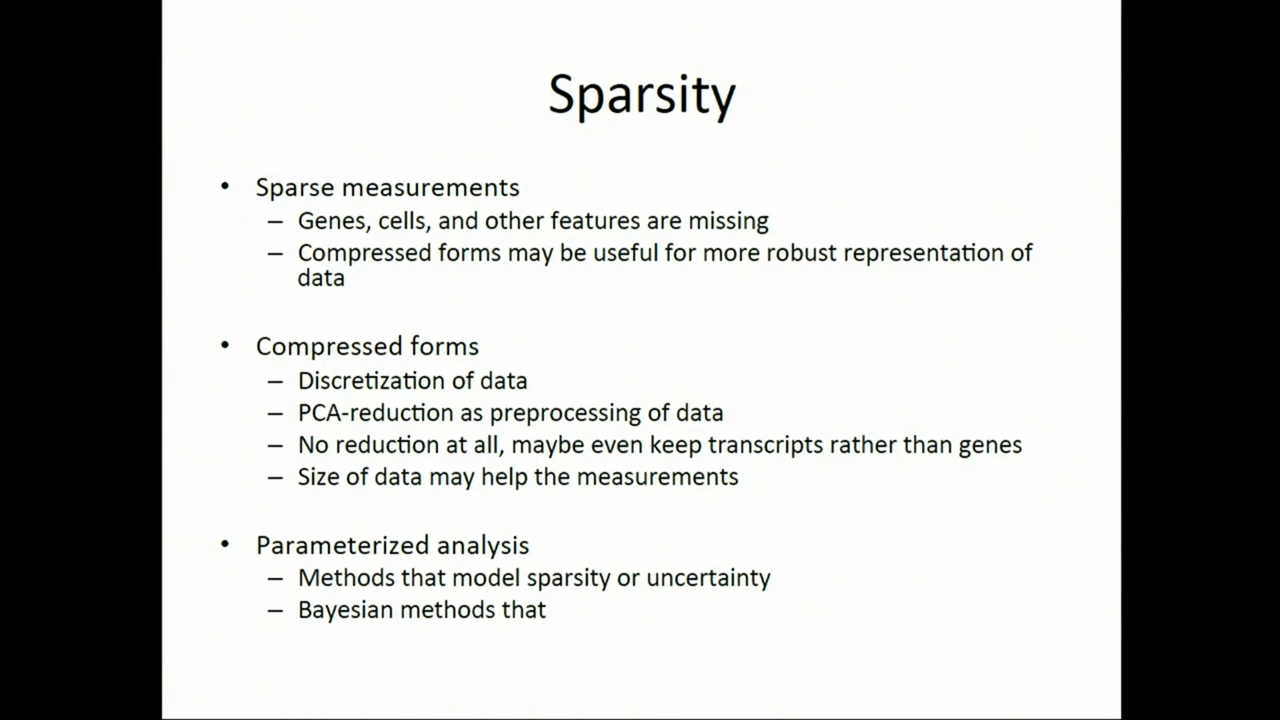 Sparsity
• Sparse measurements
– Genes, cells, and other features are missing
– Compressed forms may be useful for more robust representation of
data
• Compressed forms
– Discretization of data
– PCA-reduction as preprocessing of data
– No reduction at all, maybe even keep transcripts rather than genes
– Size of data may help the measurements
• Parameterized analysis
– Methods that model sparsity or uncertainty
– Bayesian methods that